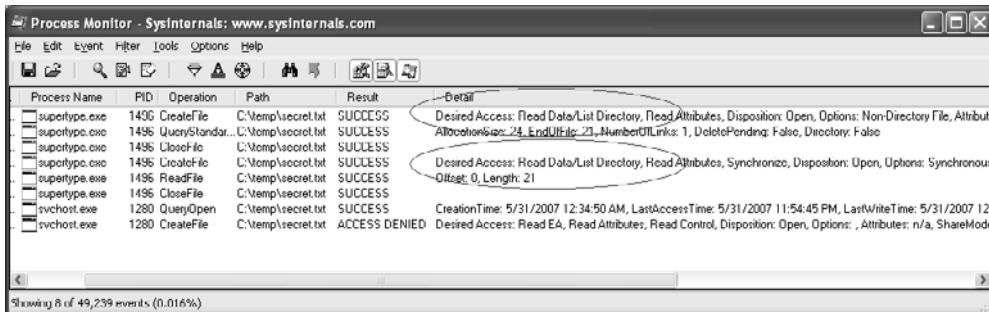 Process Monitor - Sysinternals: www.sysinternals.com
File Edit Event Filter Tools Options Help
Process Name PID Operation Path Result Detail
supertype.exe 1496 CreateFile C:\temp\secret.txt SUCCESS Desired Access: Read Data/List Directory, Read Attributes, Disposition: Open, Options: Non-Directory File, Attribut
supertype.exe 1496 QueryStandar... C:\temp\secret.txt SUCCESS AllocationSize: 24, EndOfFile: 21, NumberOfLinks: 1, DeletePending: False, Directory: False
supertype.exe 1496 CloseFile C:\temp\secret.txt SUCCESS
supertype.exe 1496 CreateFile C:\temp\secret.txt SUCCESS Desired Access: Read Data/List Directory, Read Attributes, Synchronize, Disposition: Open, Options: Synchronous
supertype.exe 1496 ReadFile C:\temp\secret.txt SUCCESS Offset: 0, Length: 21
supertype.exe 1496 CloseFile C:\temp\secret.txt SUCCESS
svchost.exe 1280 QueryOpen C:\temp\secret.txt SUCCESS CreationTime: 5/31/2007 12:34:50 AM, LastAccessTime: 5/31/2007 11:54:45 PM, LastWriteTime: 5/31/2007 12
svchost.exe 1280 CreateFile C:\temp\secret.txt ACCESS DENIED Desired Access: Read EA, Read Attributes, Read Control, Disposition: Open, Options: , Attributes: n/a, ShareMode
Showing 8 of 49,239 events (0.016%)